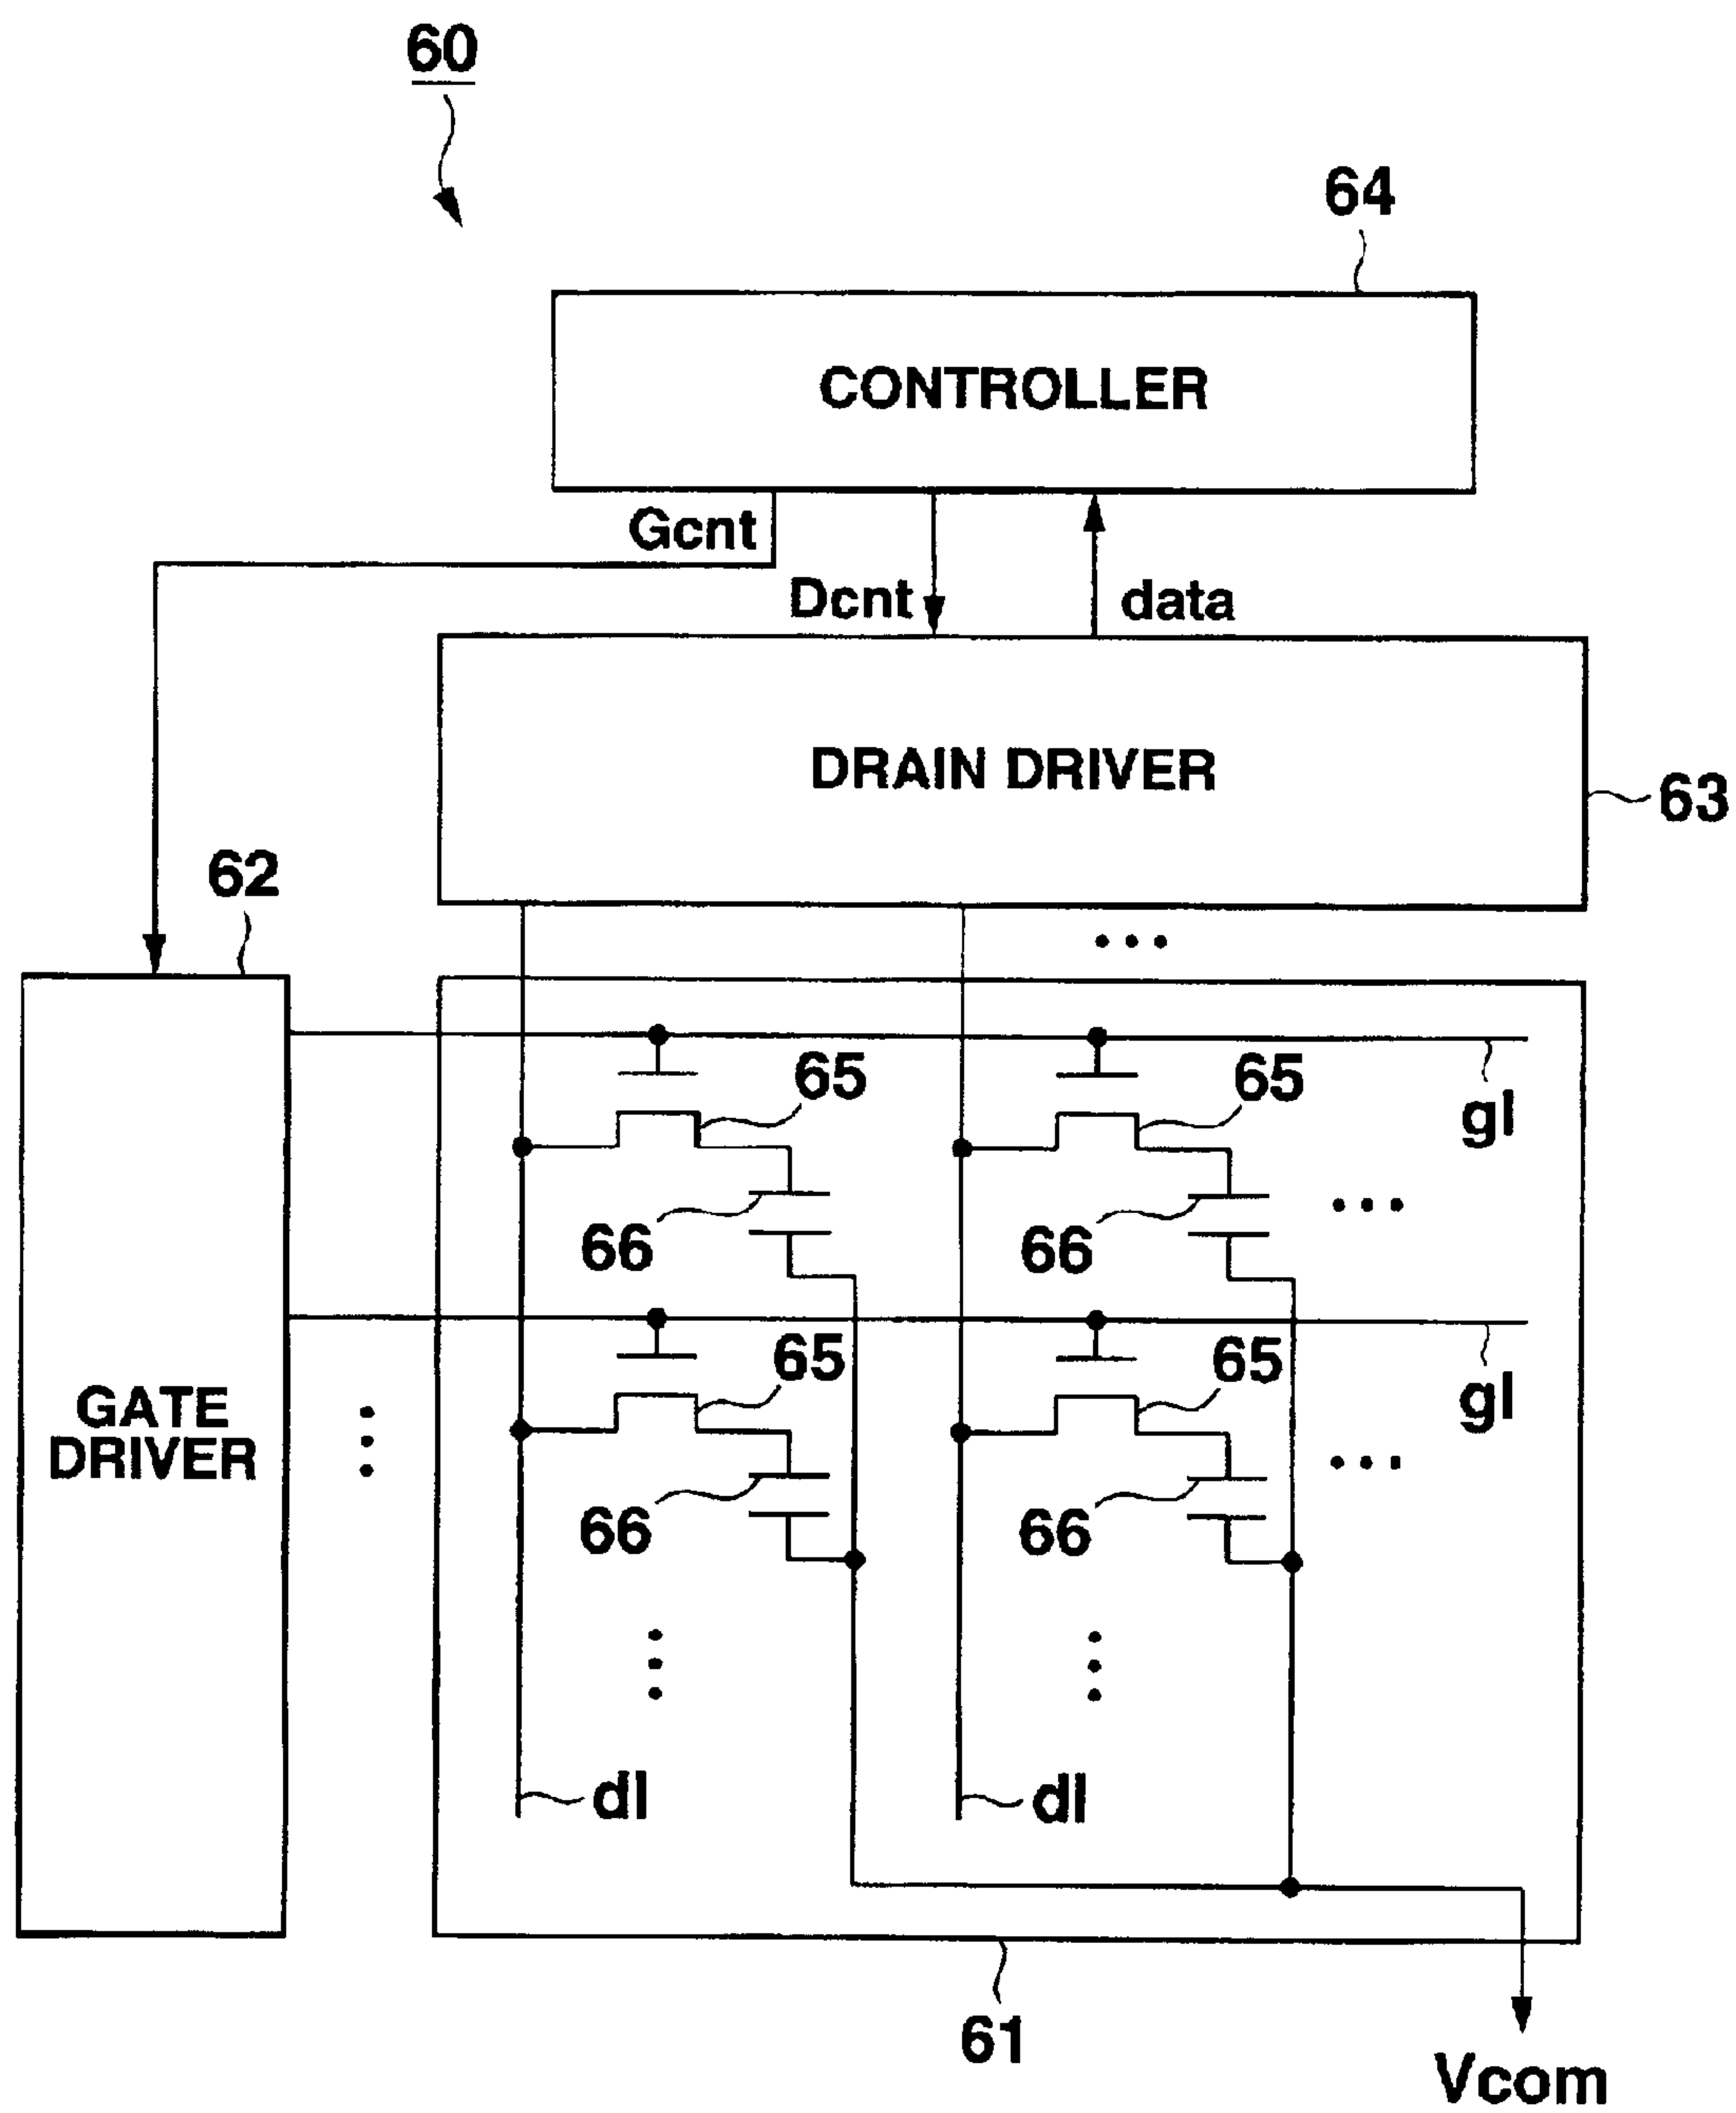 60
64
CONTROLLER
Gcnt
Dcnt
data
DRAIN DRIVER
63
62
65
65
gl
66
66
65
65
gl
GATE
DRIVER
66
66
dl
dl
61
Vcom